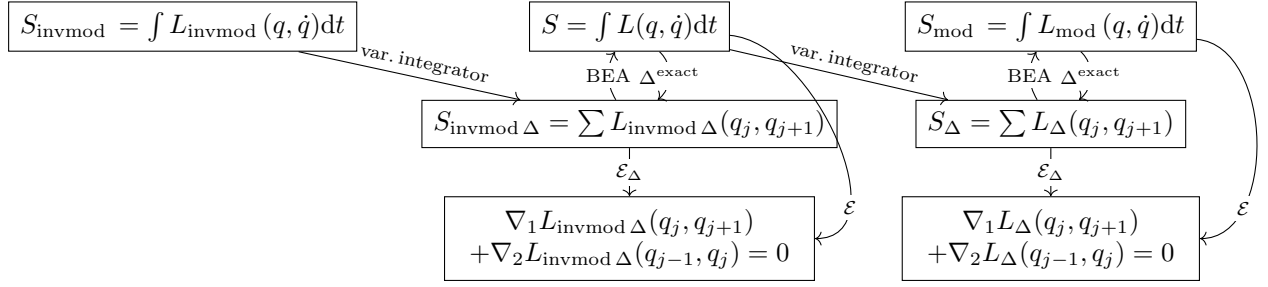 S_invmod = ∫ L_invmod (q, q̇)dt
S = ∫ L(q, q̇)dt
S_mod = ∫ L_mod (q, q̇)dt
var. integrator
BEA Δ^exact
var. integrator
BEA Δ^exact
S_invmod Δ = ∑ L_invmod Δ(q_j, q_{j+1})
S_Δ = ∑ L_Δ(q_j, q_{j+1})
ℰ_Δ
ℰ
ℰ_Δ
ℰ
∇_1 L_invmod Δ(q_j, q_{j+1})
+∇_2 L_invmod Δ(q_{j-1}, q_j) = 0
∇_1 L_Δ(q_j, q_{j+1})
+∇_2 L_Δ(q_{j-1}, q_j) = 0